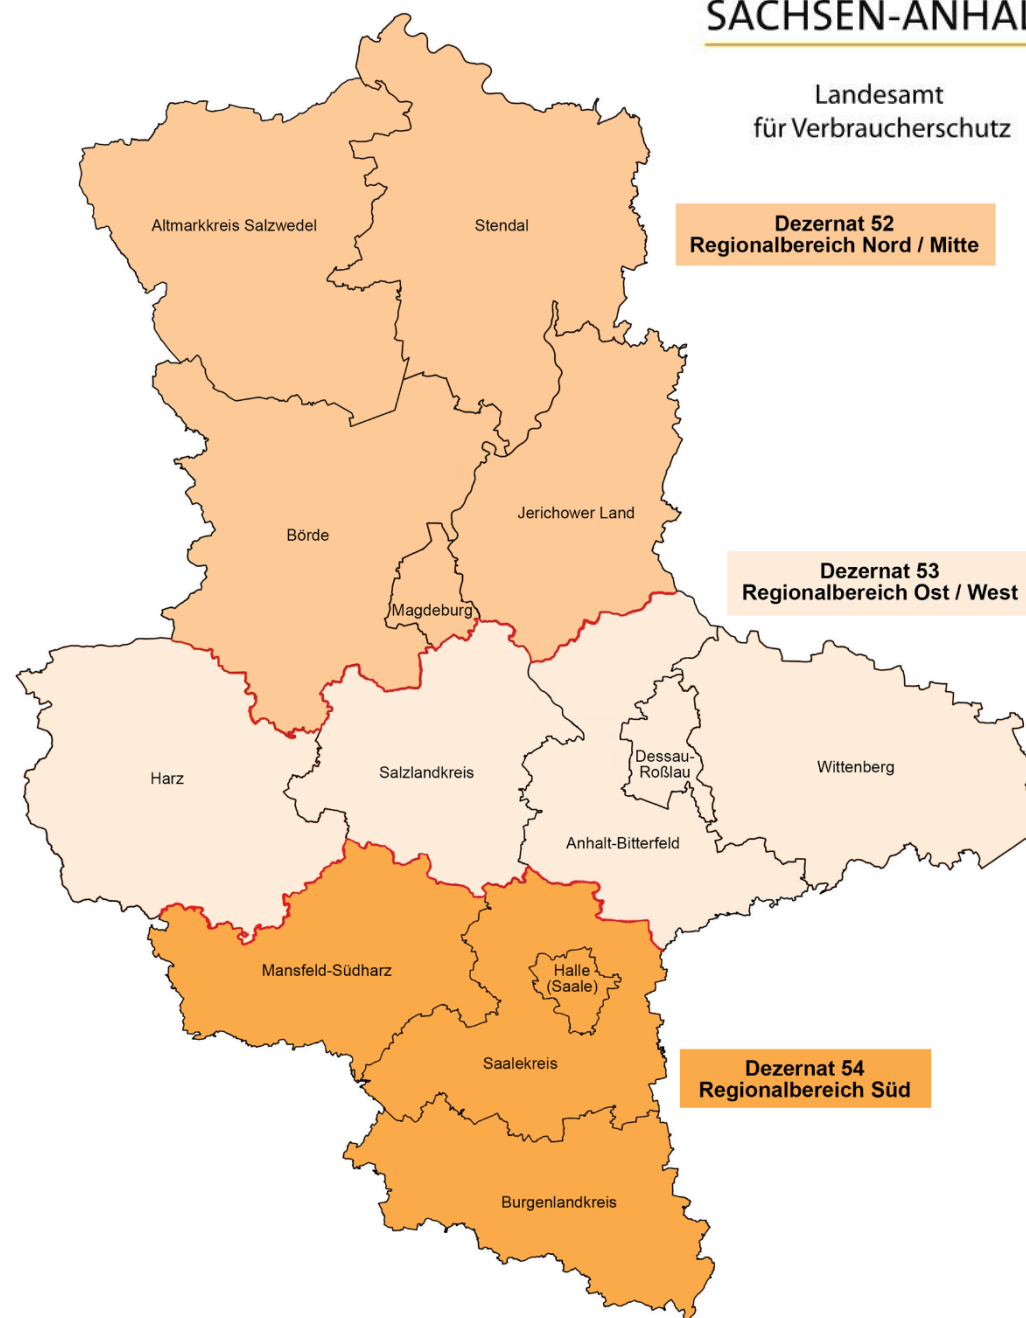 SACHSEN-ANHAL
Landesamt
für Verbraucherschutz
Altmarkkreis Salzwedel
Stendal
Dezernat 52
Regionalbereich Nord / Mitte
Jerichower Land
Börde
Magdeburg
Dezernat 53
Regionalbereich Ost / West
Harz
Salzlandkreis
Dessau-
Roßlau
Wittenberg
Anhalt-Bitterfeld
Mansfeld-Südharz
Halle
(Saale)
Saalekreis
Dezernat 54
Regionalbereich Süd
Burgenlandkreis